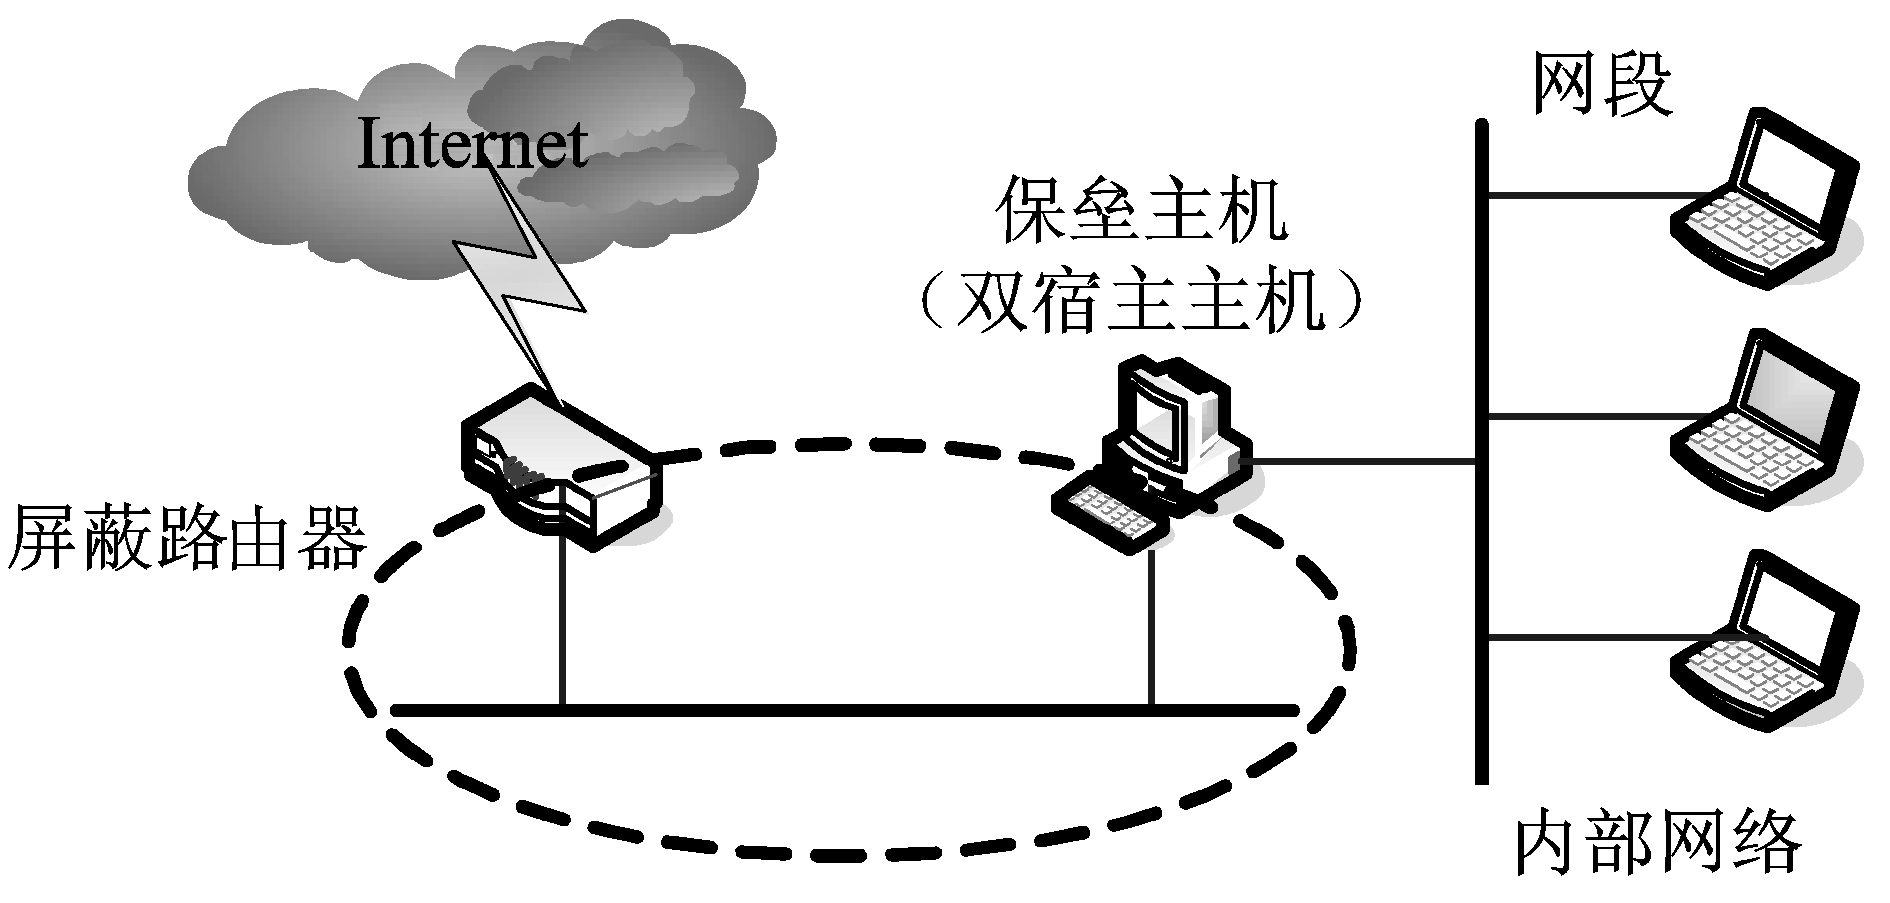 Internet
网段
保垒主机
（双宿主主机）
屏蔽路由器
内部网络